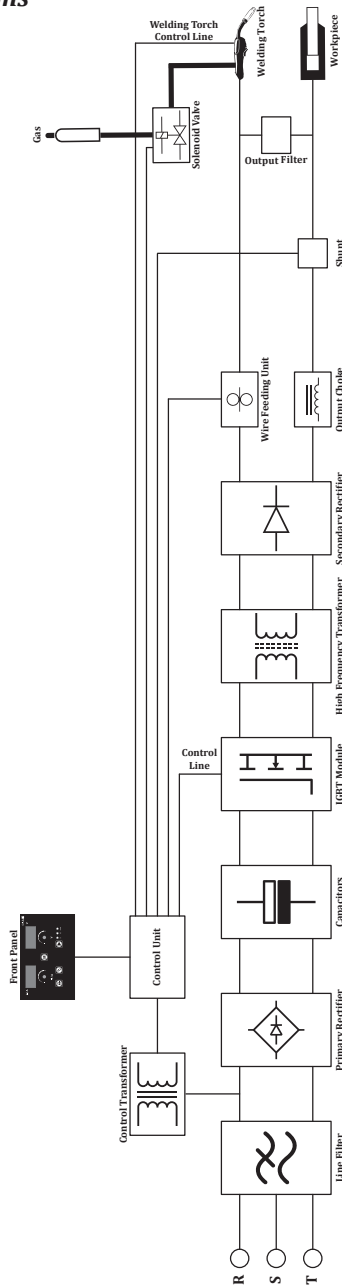 ns
Gas
Welding Torch
Control Line
Welding Torch
Workpiece
Solenoid Valve
Output Filter
Shunt
Wire Feeding Unit
Output Choke
Secondary Rectifier
High Frequency Transformer
Control
Line
IGBT Module
Front Panel
Control Unit
Capacitors
Control Transformer
Primary Rectifier
Line Filter
R
S
T